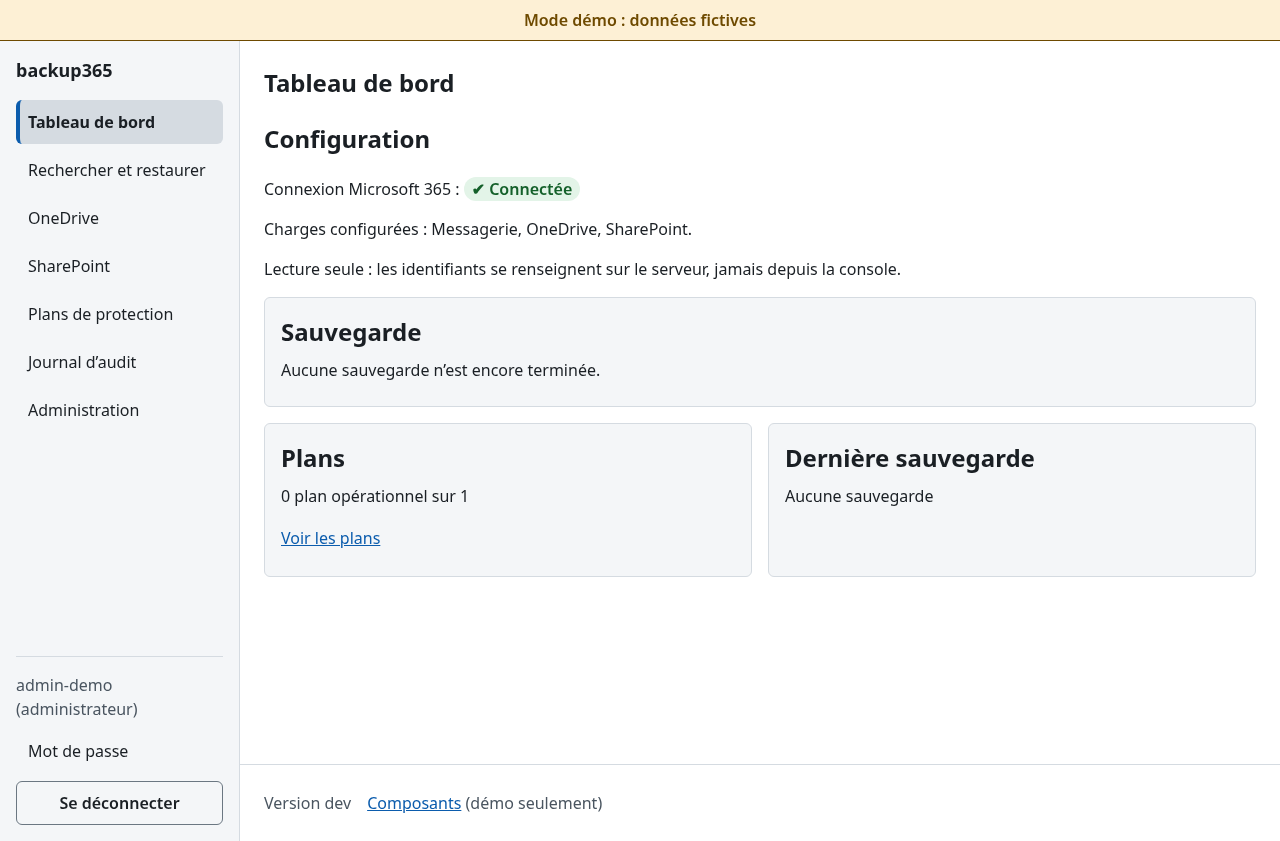 Mode démo : données fictives
backup365
Tableau de bord
Rechercher et restaurer
OneDrive
SharePoint
Plans de protection
Journal d’audit
Administration
admin-demo
(administrateur)
Mot de passe
Se déconnecter
Tableau de bord
Configuration
Connexion Microsoft 365 : ✔ Connectée
Charges configurées : Messagerie, OneDrive, SharePoint.
Lecture seule : les identifiants se renseignent sur le serveur, jamais depuis la console.
Sauvegarde
Aucune sauvegarde n’est encore terminée.
Plans
0 plan opérationnel sur 1
Voir les plans
Dernière sauvegarde
Aucune sauvegarde
Version dev Composants (démo seulement)